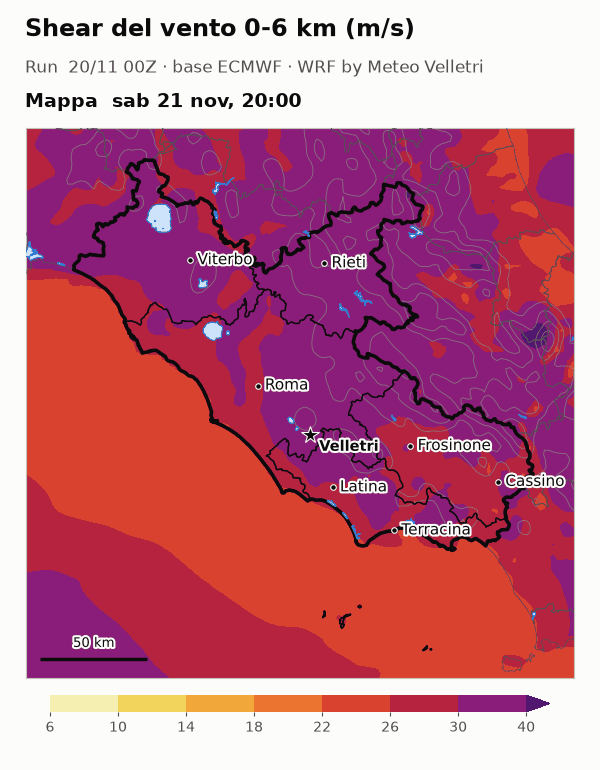 Shear del vento 0-6 km (m/s)
Run  20/11 00Z · base ECMWF · WRF by Meteo Velletri
Mappa  sab 21 nov, 20:00
Viterbo
Rieti
Roma
Velletri
Frosinone
Cassino
Latina
Terracina
50 km
6 10 14 18 22 26 30 40